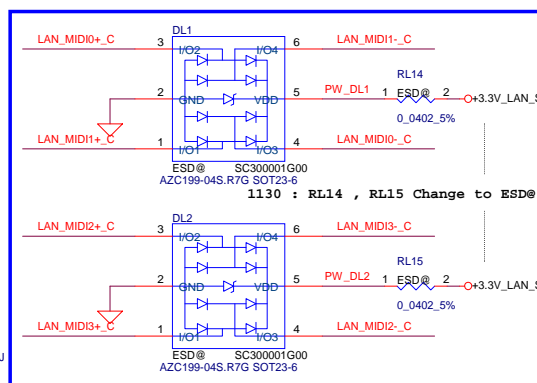 DL1
LAN_MIDI0+_C 3 I/O2 I/O4 6 LAN_MIDI1-_C
RL14
2 GND VDD 5 PW_DL1 1 ESD@ 2 +3.3V_LAN_S
0_0402_5%
LAN_MIDI1+_C 1 I/O1 I/O3 4 LAN_MIDI0-_C
ESD@ SC300001G00
AZC199-04S.R7G SOT23-6
1130 : RL14 , RL15 Change to ESD@
DL2
LAN_MIDI2+_C 3 I/O2 I/O4 6 LAN_MIDI3-_C
RL15
2 GND VDD 5 PW_DL2 1 ESD@ 2 +3.3V_LAN_S
0_0402_5%
LAN_MIDI3+_C 1 I/O1 I/O3 4 LAN_MIDI2-_C
ESD@ SC300001G00
AZC199-04S.R7G SOT23-6